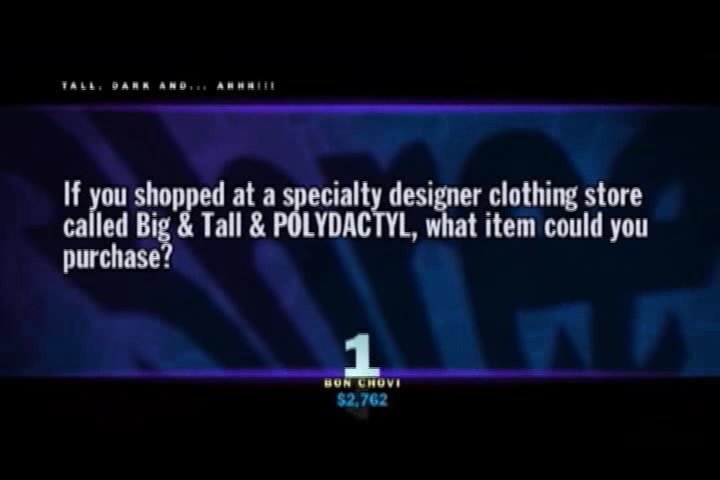 TALL, DARK AND... AHHH!!!
If you shopped at a specialty designer clothing store
called Big & Tall & POLYDACTYL, what item could you
purchase?
1
BON CHOVI
$2,762